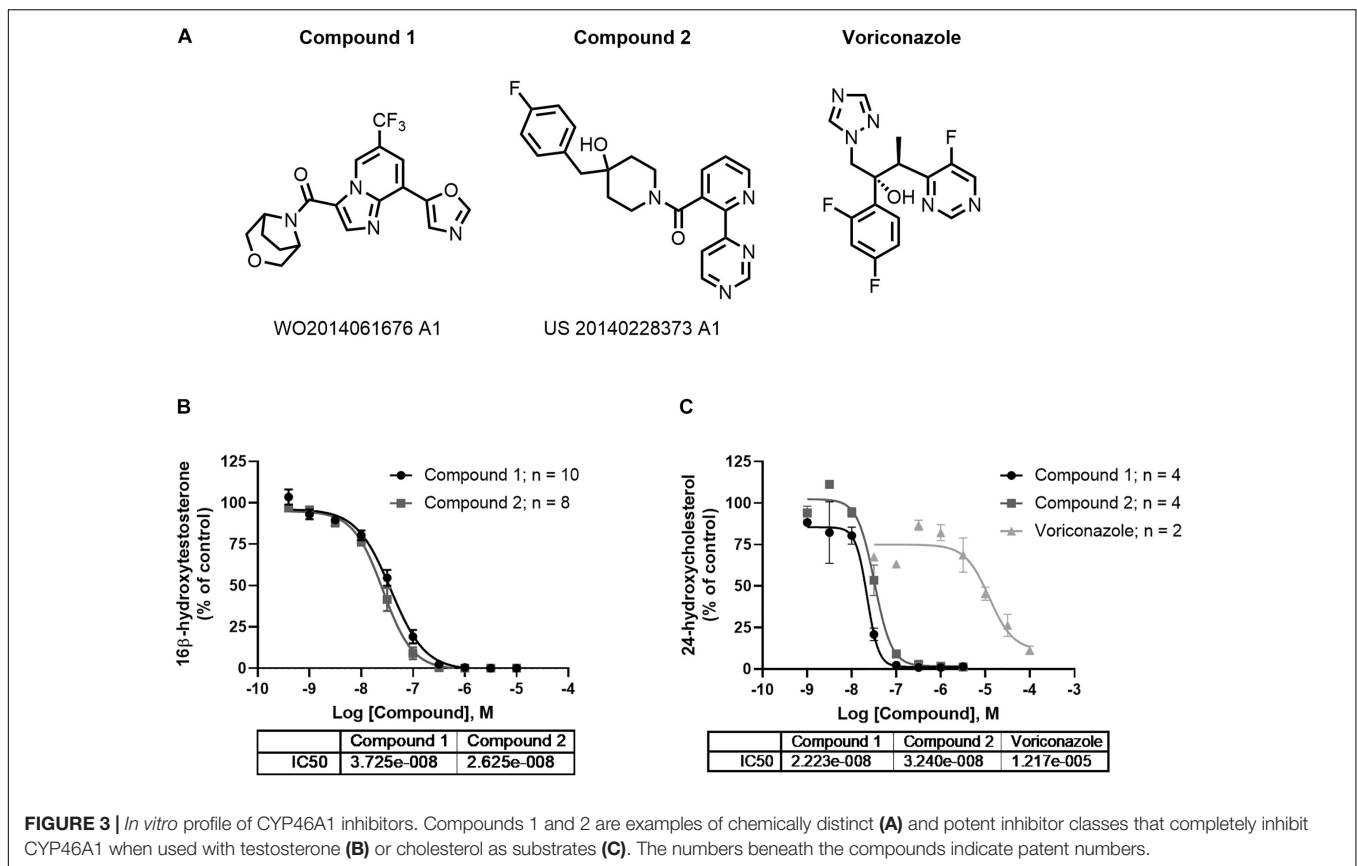 A
Compound 1
Compound 2
Voriconazole
CF3
O
N
N
N
O
O
N
F
HO
N
O
N
N
N
N
N
N
F
OH
F
N
N
F
WO2014061676 A1
US 20140228373 A1
B
16β-hydroxytestosterone
(% of control)
125
100
75
50
25
0
-10 -9 -8 -7 -6 -5 -4
Log [Compound], M
Compound 1; n = 10
Compound 2; n = 8
Compound 1 Compound 2
IC50 3.725e-008 2.625e-008
C
24-hydroxycholesterol
(% of control)
125
100
75
50
25
0
-10 -9 -8 -7 -6 -5 -4 -3
Log [Compound], M
Compound 1; n = 4
Compound 2; n = 4
Voriconazole; n = 2
Compound 1 Compound 2 Voriconazole
IC50 2.223e-008 3.240e-008 1.217e-005
FIGURE 3 | In vitro profile of CYP46A1 inhibitors. Compounds 1 and 2 are examples of chemically distinct (A) and potent inhibitor classes that completely inhibit
CYP46A1 when used with testosterone (B) or cholesterol as substrates (C). The numbers beneath the compounds indicate patent numbers.